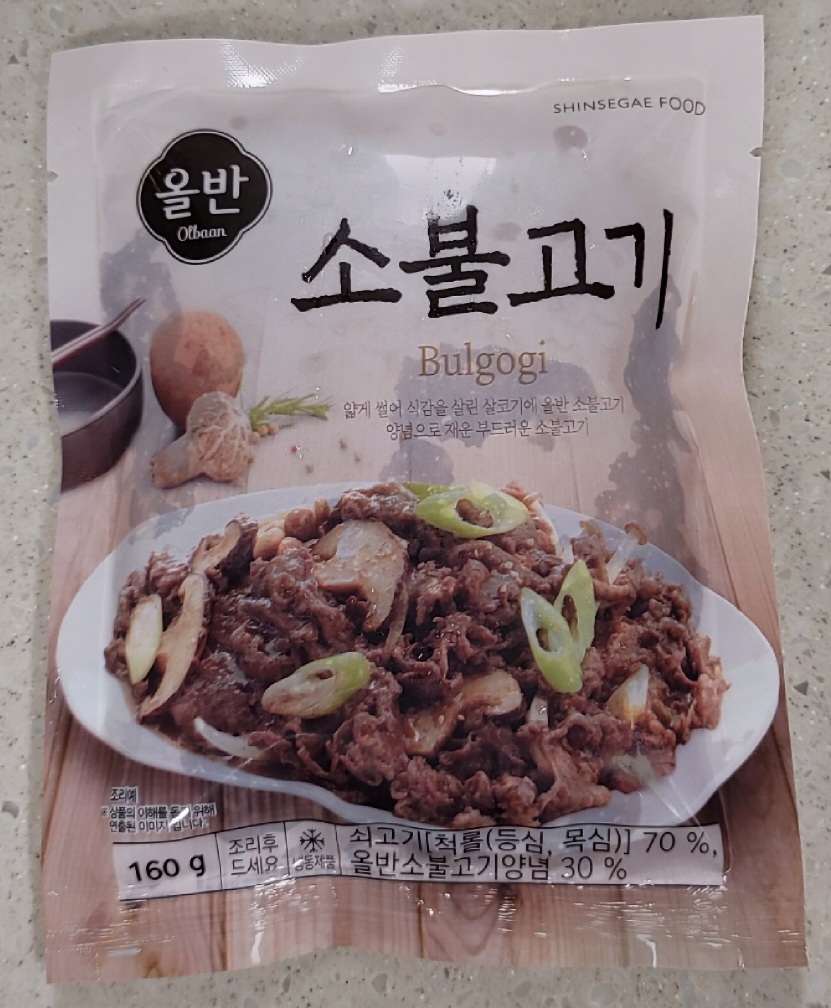 SHINSEGAE FOOD
올반
Olbaan
소불고기
Bulgogi
얇게 썰어 식감을 살린 살코기에 올반 소불고기
양념으로 재운 부드러운 소불고기
조리예
※상품의 이해를 돕기 위해
연출된 이미지 입니다.
160 g
조리후
드세요
냉동제품
쇠고기[척롤(등심, 목심)] 70 %,
올반소불고기양념 30 %